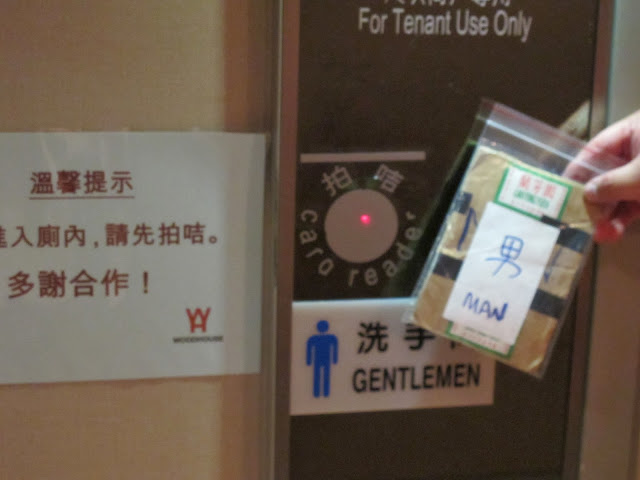 For Tenant Use Only
溫馨提示
進入廁內，請先拍咭。
多謝合作！
WOODHOUSE
拍咭
card reader
洗手
GENTLEMEN
男
MAN